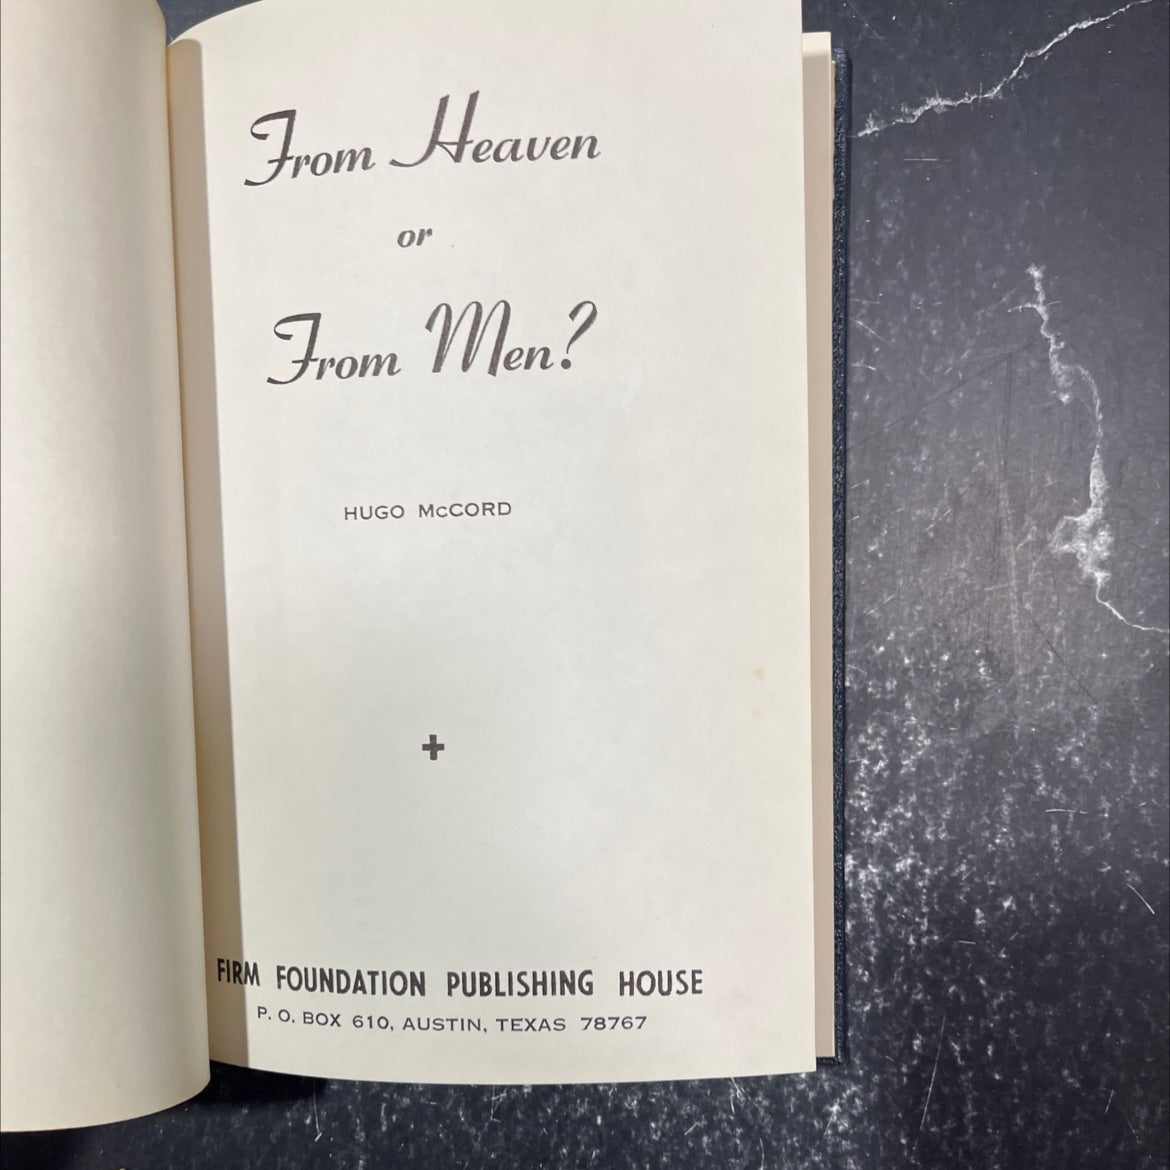 From Heaven
or
From Men?
HUGO McCORD
FIRM FOUNDATION PUBLISHING HOUSE
P. O. BOX 610, AUSTIN, TEXAS 78767